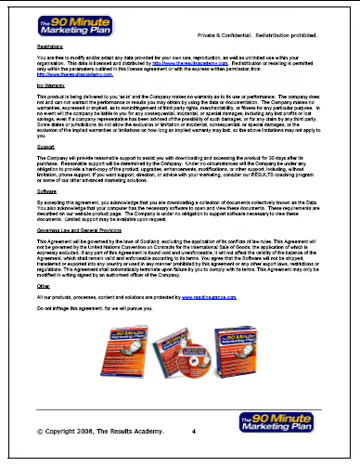 The 90 Minute
Marketing Plan
Private & Confidential. Redistribution prohibited.
Restrictions
You are free to modify and/or adapt any data provided for your own use, reproduction, as well as unlimited use within your
organisation. This data is licensed and distributed by http://www.theresultsacademy.com. Redistribution or reselling is permitted
only within the parameters outlined in this license agreement or with the express written permission from
http://www.theresultsacademy.com.
No Warranty
This product is being delivered to you 'as is' and the Company makes no warranty as to its use or performance. The company does
not and can not warrant the performance or results you may obtain by using the data or documentation. The Company makes no
warranties, expressed or implied, as to noninfringement of third party rights, merchantability, or fitness for any particular purpose. In
no event will the company be liable to you for any consequential, incidental, or special damages, including any lost profits or lost
savings, even if a company representative has been advised of the possibility of such damages, or for any claim by any third party.
Some states or jurisdictions do not allow the exclusion or limitation or incidental, consequential, or special damages, or the
exclusion of the implied warranties or limitations on how long an implied warranty may last, so the above limitations may not apply to
you.
Support
The Company will provide reasonable support to assist you with downloading and accessing the product for 30 days after its
purchase. Reasonable support will be determined by the Company. Under no circumstances will the Company be under any
obligation to provide a hard-copy of the product, upgrades, enhancements, modifications, or other support, including, without
limitation, phone support. If you want support, direction, or advice with your marketing, consider our RESULTS coaching program
or some of our other advanced marketing solutions.
Software
By accepting this agreement, you acknowledge that you are downloading a collection of documents collectively known as the Data.
You also acknowledge that your computer has the necessary software to open and view these documents. These requirements are
described on our website product page. The Company is under no obligation to support software necessary to view these
documents. Limited support may be available upon request.
Governing Law and General Provisions
This Agreement will be governed by the laws of Scotland, excluding the application of its conflict of law rules. This Agreement will
not be governed by the United Nations Convention on Contracts for the International Sale of Goods, the application of which is
expressly excluded. If any part of this Agreement is found void and unenforceable, it will not affect the validity of the balance of the
Agreement, which shall remain valid and enforceable according to its terms. You agree that the Software will not be shipped,
transferred or exported into any country or used in any manner prohibited by this agreement or any other export laws, restrictions or
regulations. This Agreement shall automatically terminate upon failure by you to comply with its terms. This Agreement may only be
modified in writing signed by an authorised officer of the Company.
Other
All our products, processes, content and solutions are protected by
Do not infringe this agreement, for we will pursue you.
The 90 Minute
Marketing Plan
© Copyright 2008, The Results Academy. 4